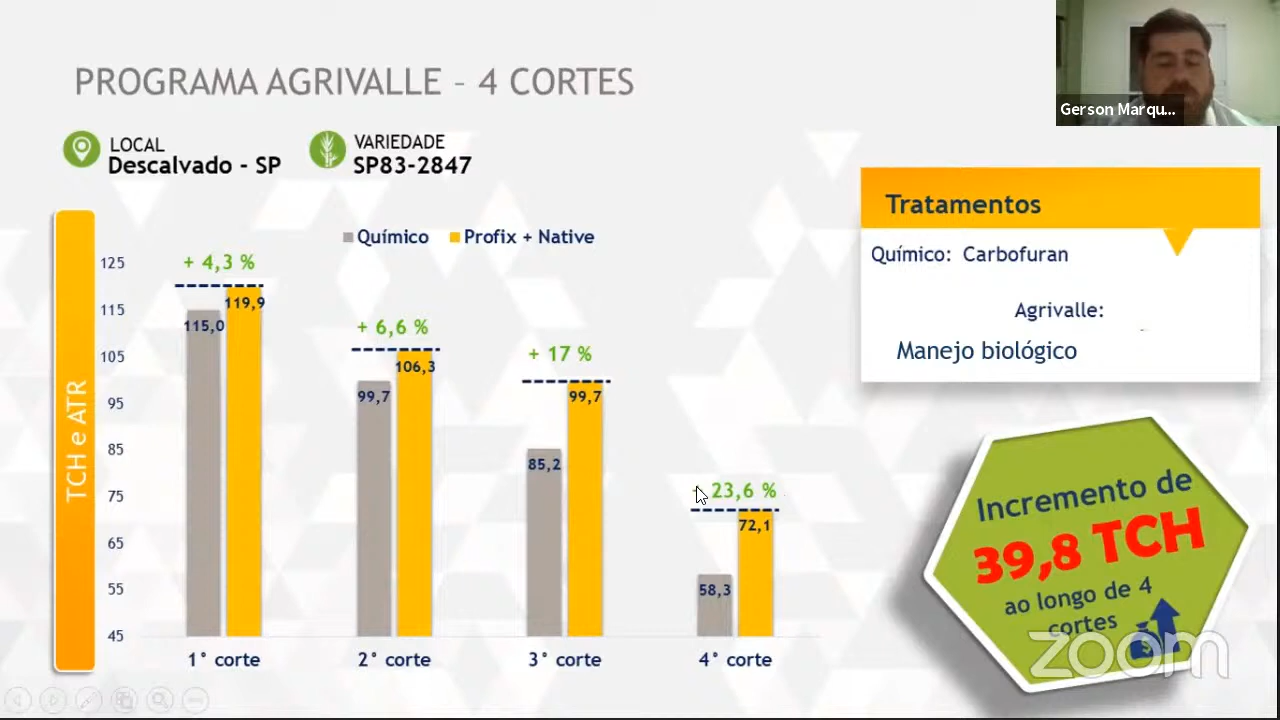 Gerson Marqu...
PROGRAMA AGRIVALLE – 4 CORTES
LOCAL
Descalvado - SP
VARIEDADE
SP83-2847
TCH e ATR
Químico
Profix + Native
125
115
105
95
85
75
65
55
45
+ 4,3 %
115,0
119,9
+ 6,6 %
99,7
106,3
+ 17 %
85,2
99,7
23,6 %
58,3
72,1
1° corte
2° corte
3° corte
4° corte
Tratamentos
Químico: Carbofuran
Agrivalle:
Manejo biológico
Incremento de
39,8 TCH
ao longo de 4
cortes
zoom